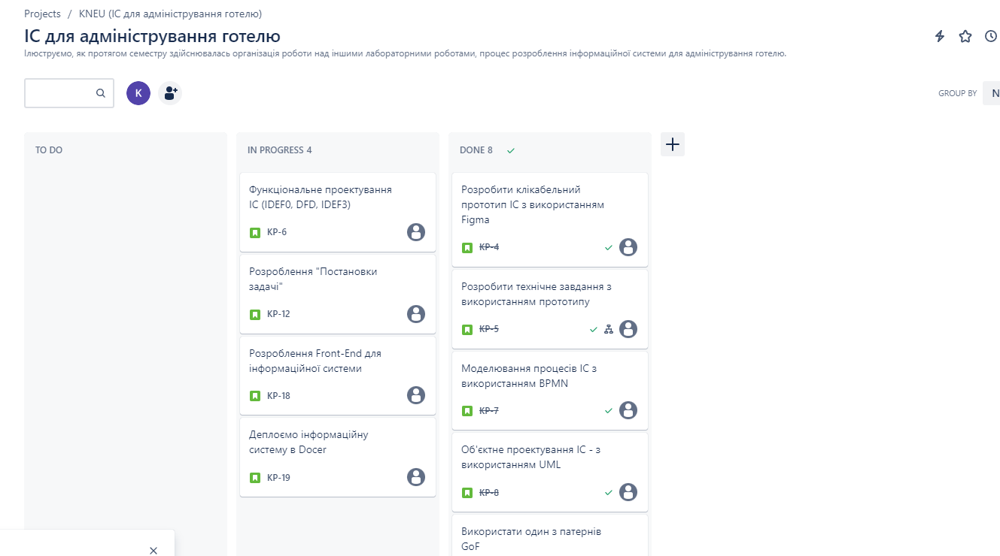 Projects / KNEU (ІС для адміністрування готелю)
ІС для адміністрування готелю
Ілюструємо, як протягом семестру здійснювалась організація роботи над іншими лабораторними роботами, процес розроблення інформаційної системи для адміністрування готелю.
K
GROUP BY N
TO DO
IN PROGRESS 4
Функціональне проектування
ІС (IDEF0, DFD, IDEF3)
KP-6
Розроблення "Постановки
задачі"
KP-12
Розроблення Front-End для
інформаційної системи
KP-18
Деплоємо інформаційну
систему в Docer
KP-19
DONE 8
Розробити клікабельний
прототип ІС з використанням
Figma
KP-4
Розробити технічне завдання з
використанням прототипу
KP-5
Моделювання процесів ІС з
використанням BPMN
KP-7
Об'єктне проектування ІС - з
використанням UML
KP-8
Використати один з патернів
GoF